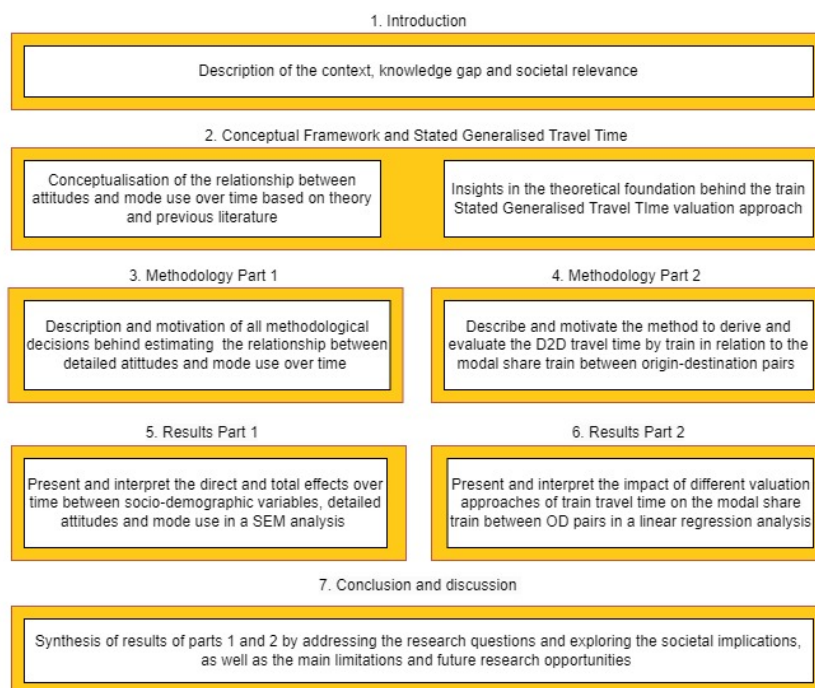 1. Introduction
Description of the context, knowledge gap and societal relevance
2. Conceptual Framework and Stated Generalised Travel Time
Conceptualisation of the relationship between
attitudes and mode use over time based on theory
and previous literature
Insights in the theoretical foundation behind the train
Stated Generalised Travel TIme valuation approach
3. Methodology Part 1
Description and motivation of all methodological
decisions behind estimating the relationship between
detailed atittudes and mode use over time
4. Methodology Part 2
Describe and motivate the method to derive and
evaluate the D2D travel time by train in relation to the
modal share train between origin-destination pairs
5. Results Part 1
Present and interpret the direct and total effects over
time between socio-demographic variables, detailed
attitudes and mode use in a SEM analysis
6. Results Part 2
Present and interpret the impact of different valuation
approaches of train travel time on the modal share
train between OD pairs in a linear regression analysis
7. Conclusion and discussion
Synthesis of results of parts 1 and 2 by addressing the research questions and exploring the societal implications,
as well as the main limitations and future research opportunities